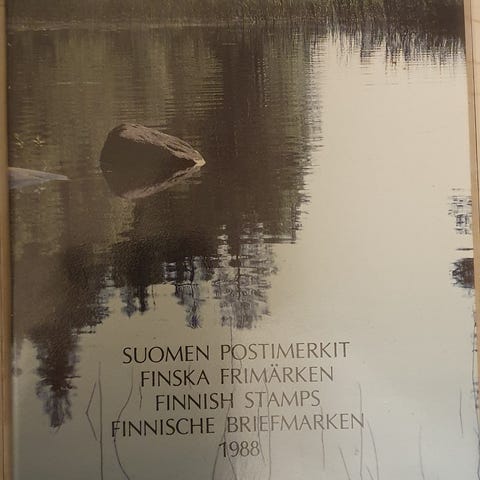 SUOMEN POSTIMERKIT
FINSKA FRIMÄRKEN
FINNISH STAMPS
FINNISCHE BRIEFMARKEN
1988